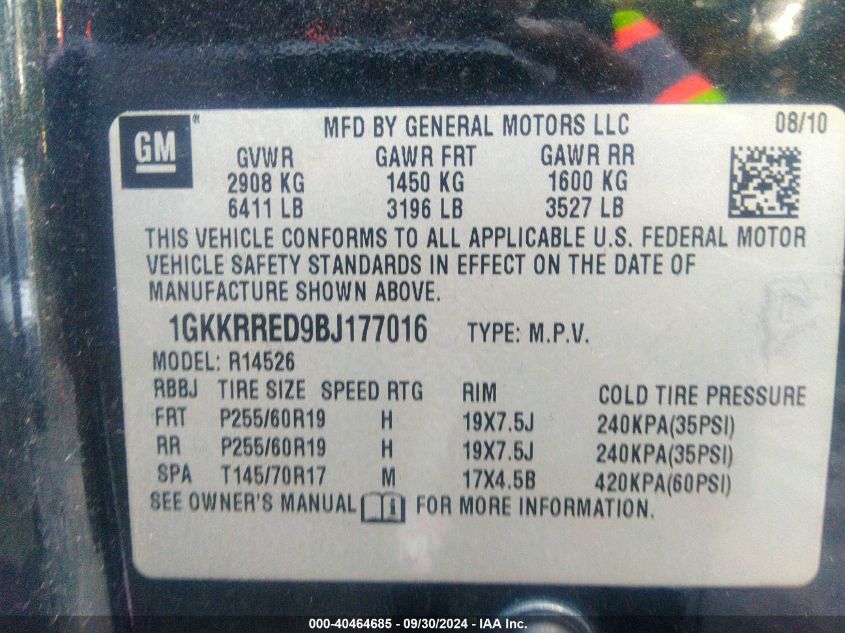 GM ® MFD BY GENERAL MOTORS LLC 08/10
GVWR GAWR FRT GAWR RR
2908 KG 1450 KG 1600 KG
6411 LB 3196 LB 3527 LB
THIS VEHICLE CONFORMS TO ALL APPLICABLE U.S. FEDERAL MOTOR
VEHICLE SAFETY STANDARDS IN EFFECT ON THE DATE OF
MANUFACTURE SHOWN ABOVE.
1GKKRRED9BJ177016 TYPE: M.P.V.
MODEL: R14526
RBBJ TIRE SIZE SPEED RTG RIM COLD TIRE PRESSURE
FRT P255/60R19 H 19X7.5J 240KPA(35PSI)
RR P255/60R19 H 19X7.5J 240KPA(35PSI)
SPA T145/70R17 M 17X4.5B 420KPA(60PSI)
SEE OWNER'S MANUAL i FOR MORE INFORMATION.
000-40464685 - 09/30/2024 - IAA Inc.